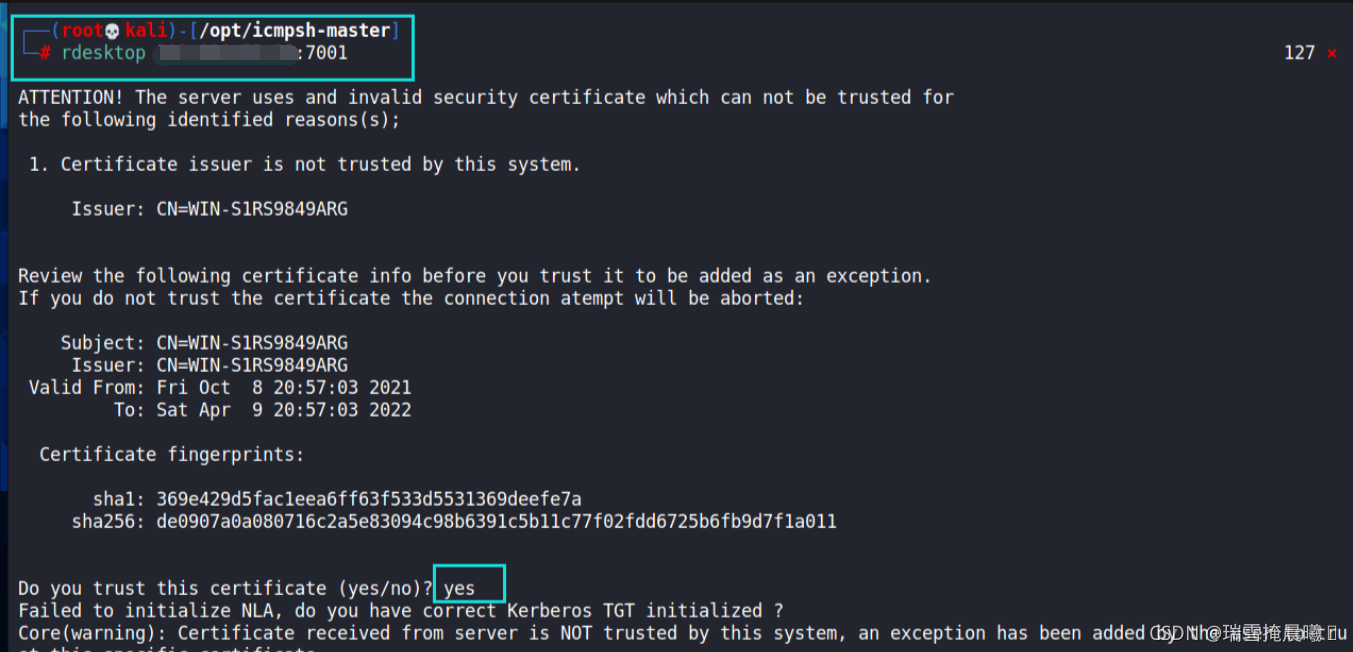 ┌──(root💀kali)-[/opt/icmpsh-master]
└─# rdesktop :7001 127 ×
ATTENTION! The server uses and invalid security certificate which can not be trusted for
the following identified reasons(s);
1. Certificate issuer is not trusted by this system.
Issuer: CN=WIN-S1RS9849ARG
Review the following certificate info before you trust it to be added as an exception.
If you do not trust the certificate the connection atempt will be aborted:
Subject: CN=WIN-S1RS9849ARG
Issuer: CN=WIN-S1RS9849ARG
Valid From: Fri Oct  8 20:57:03 2021
To: Sat Apr  9 20:57:03 2022
Certificate fingerprints:
sha1: 369e429d5fac1eea6ff63f533d5531369deefe7a
sha256: de0907a0a080716c2a5e83094c98b6391c5b11c77f02fdd6725b6fb9d7f1a011
Do you trust this certificate (yes/no)? yes
Failed to initialize NLA, do you have correct Kerberos TGT initialized ?
Core(warning): Certificate received from server is NOT trusted by this system, an exception has been added
CSDN @瑞雪掩晨曦